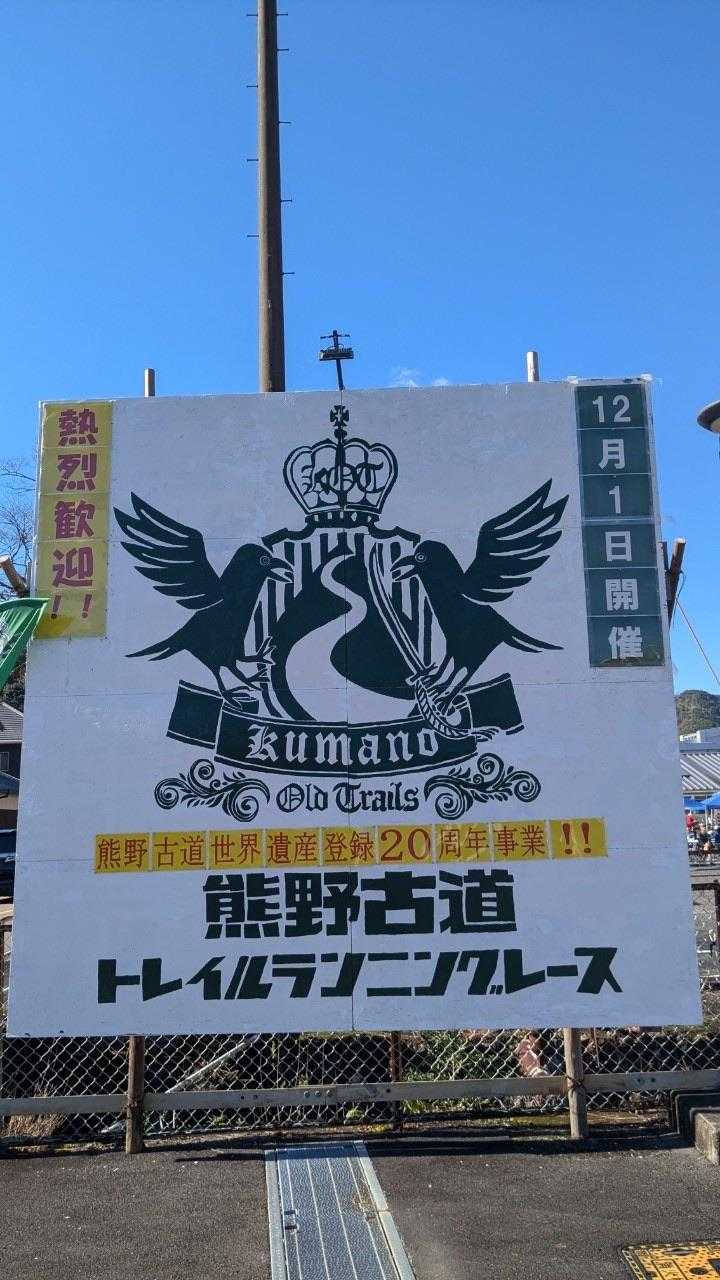 熱烈歓迎!!
12月1日開催
KOT
kumano
Old Trails
熊野古道世界遺産登録20周年事業!!
熊野古道
トレイルランニングレース